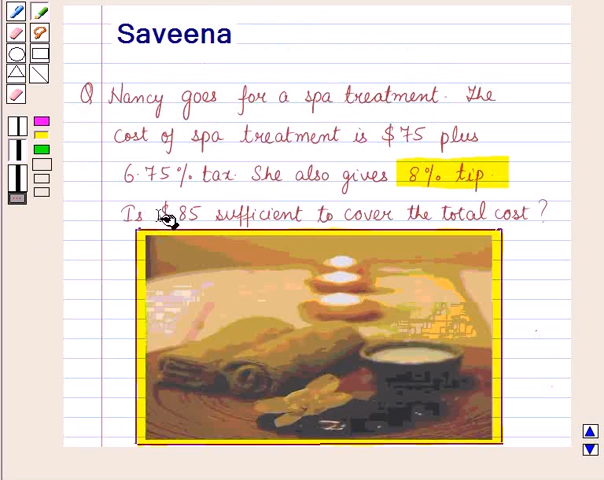 Saveena
Q Nancy goes for a spa treatment. The
cost of spa treatment is $75 plus
6.75% tax. She also gives 8% tip.
Is $85 sufficient to cover the total cost?